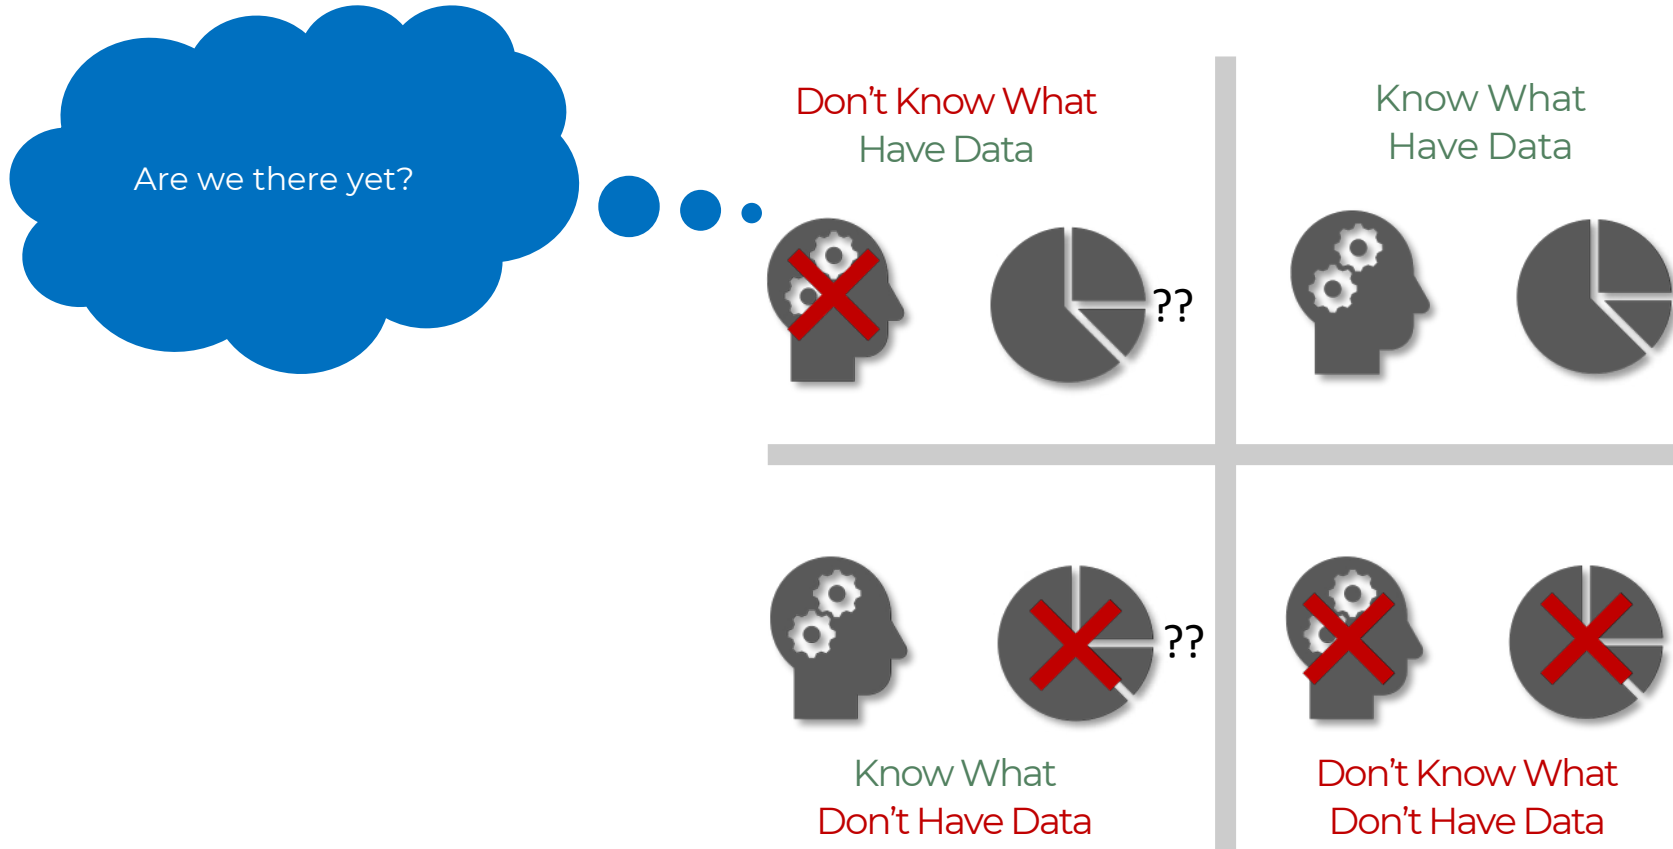 Are we there yet?
Don't Know What
Have Data
??
Know What
Have Data
??
Know What
Don't Have Data
Don't Know What
Don't Have Data